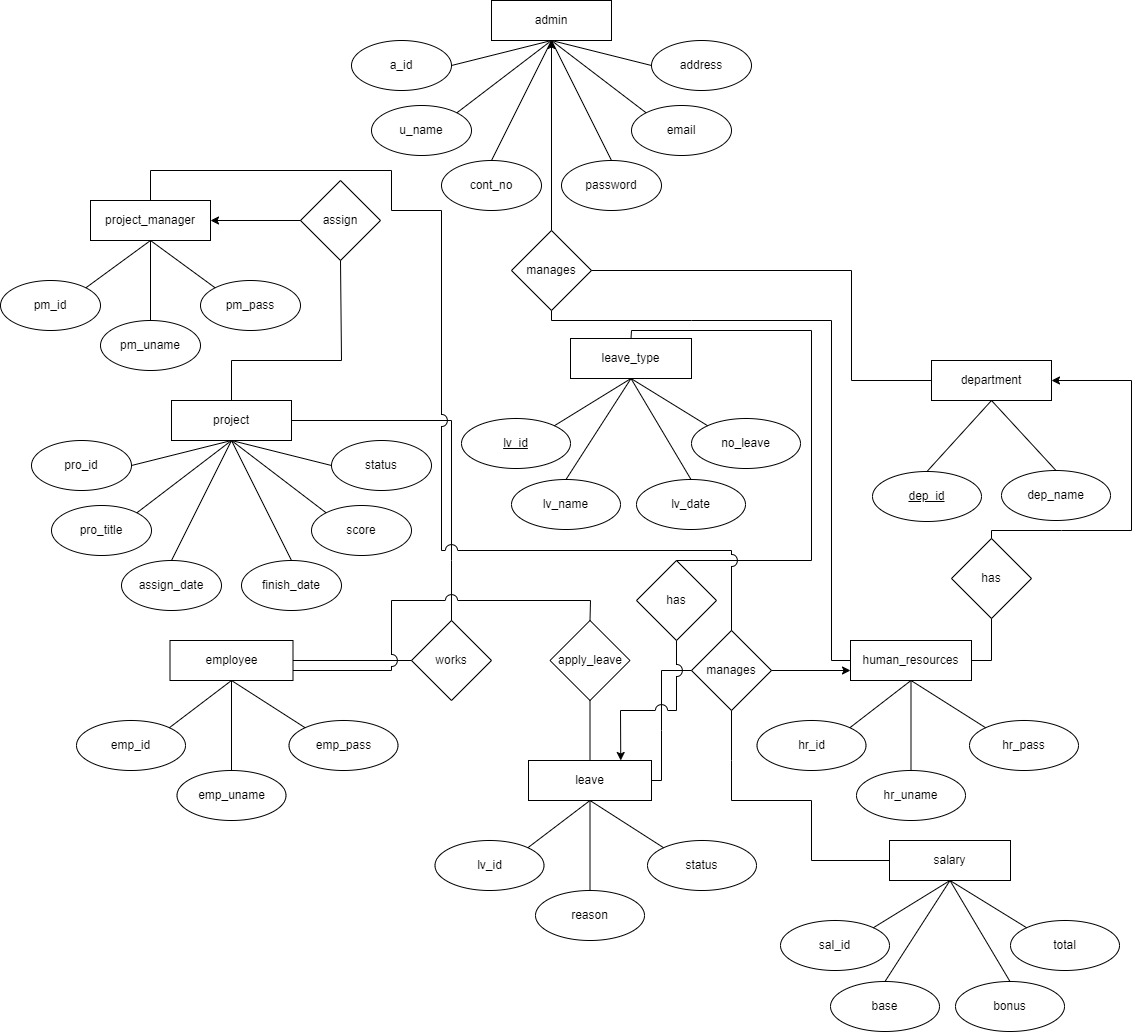 admin
a_id
address
u_name
email
cont_no
password
project_manager
assign
manages
pm_id
pm_pass
pm_uname
leave_type
department
project
lv_id
no_leave
pro_id
status
lv_name
lv_date
dep_id
dep_name
pro_title
score
assign_date
finish_date
has
has
employee
works
apply_leave
manages
human_resources
emp_id
emp_pass
hr_id
hr_pass
emp_uname
leave
hr_uname
lv_id
status
salary
reason
sal_id
total
base
bonus